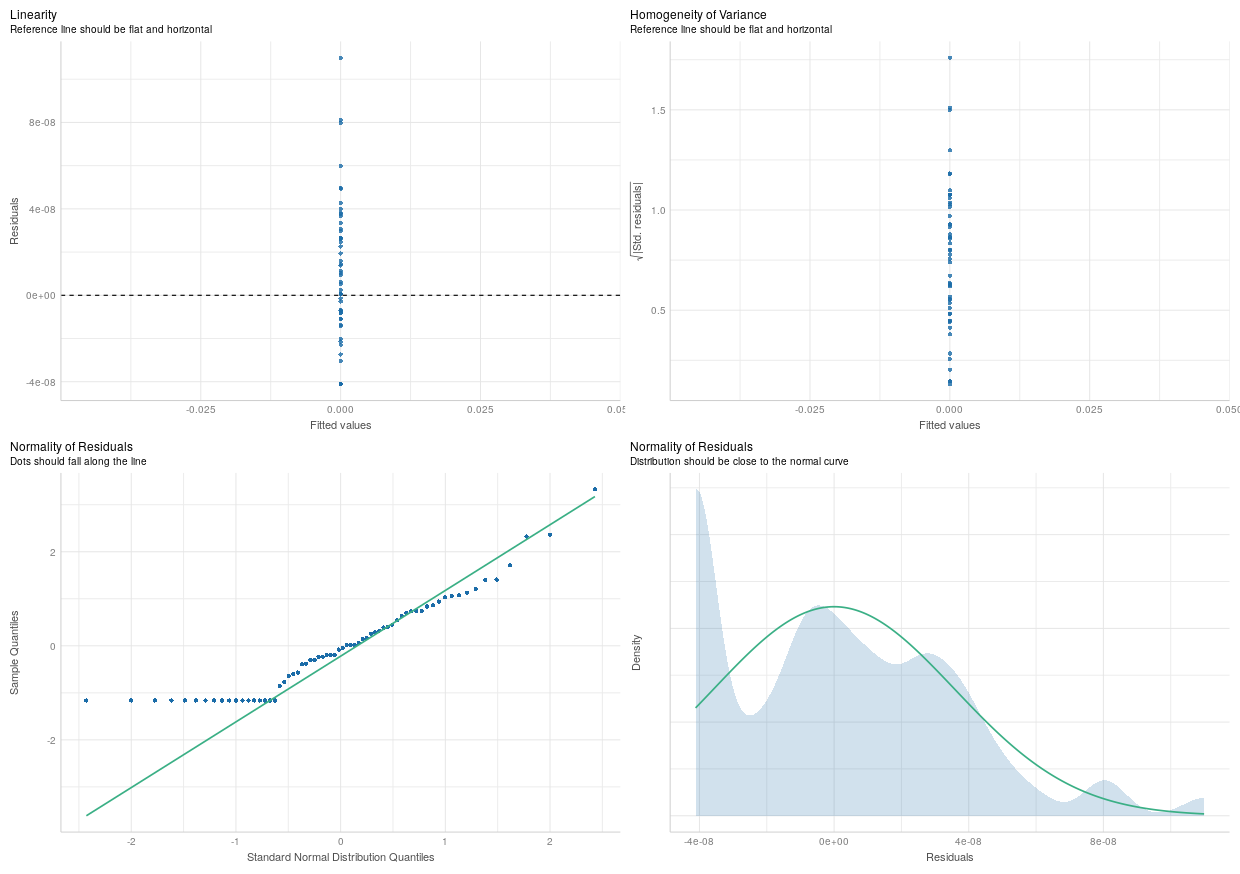 Linearity
Reference line should be flat and horizontal
8e-08
4e-08
0e+00
-4e-08
Residuals
-0.025
0.000
0.025
0.05
Fitted values
Homogeneity of Variance
Reference line should be flat and horizontal
1.5
1.0
0.5
√|Std. residuals|
-0.025
0.000
0.025
0.050
Fitted values
Normality of Residuals
Dots should fall along the line
2
0
-2
Sample Quantiles
-2
-1
0
1
2
Standard Normal Distribution Quantiles
Normality of Residuals
Distribution should be close to the normal curve
Density
-4e-08
0e+00
4e-08
8e-08
Residuals